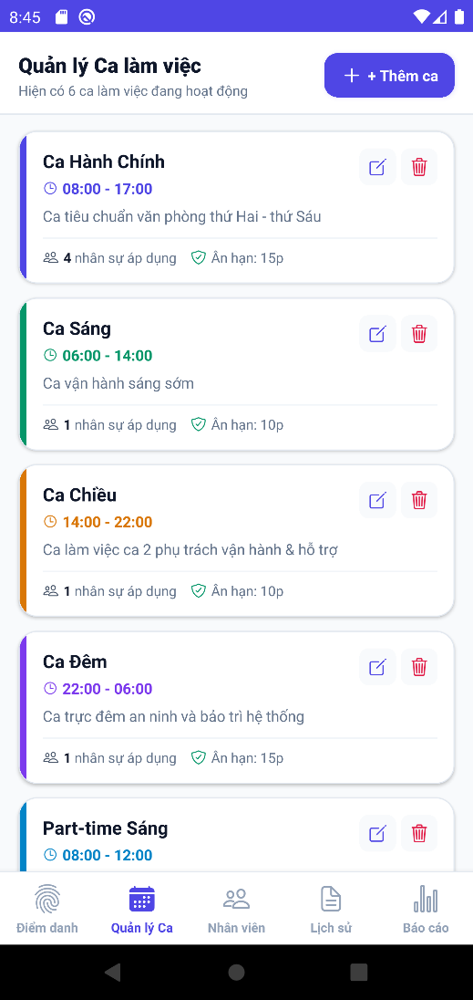 8:45
Quản lý Ca làm việc
Hiện có 6 ca làm việc đang hoạt động
+ Thêm ca
Ca Hành Chính
08:00 - 17:00
Ca tiêu chuẩn văn phòng thứ Hai - thứ Sáu
4 nhân sự áp dụng
Ân hạn: 15p
Ca Sáng
06:00 - 14:00
Ca vận hành sáng sớm
1 nhân sự áp dụng
Ân hạn: 10p
Ca Chiều
14:00 - 22:00
Ca làm việc ca 2 phụ trách vận hành & hỗ trợ
1 nhân sự áp dụng
Ân hạn: 10p
Ca Đêm
22:00 - 06:00
Ca trực đêm an ninh và bảo trì hệ thống
1 nhân sự áp dụng
Ân hạn: 15p
Part-time Sáng
08:00 - 12:00
Điểm danh
Quản lý Ca
Nhân viên
Lịch sử
Báo cáo